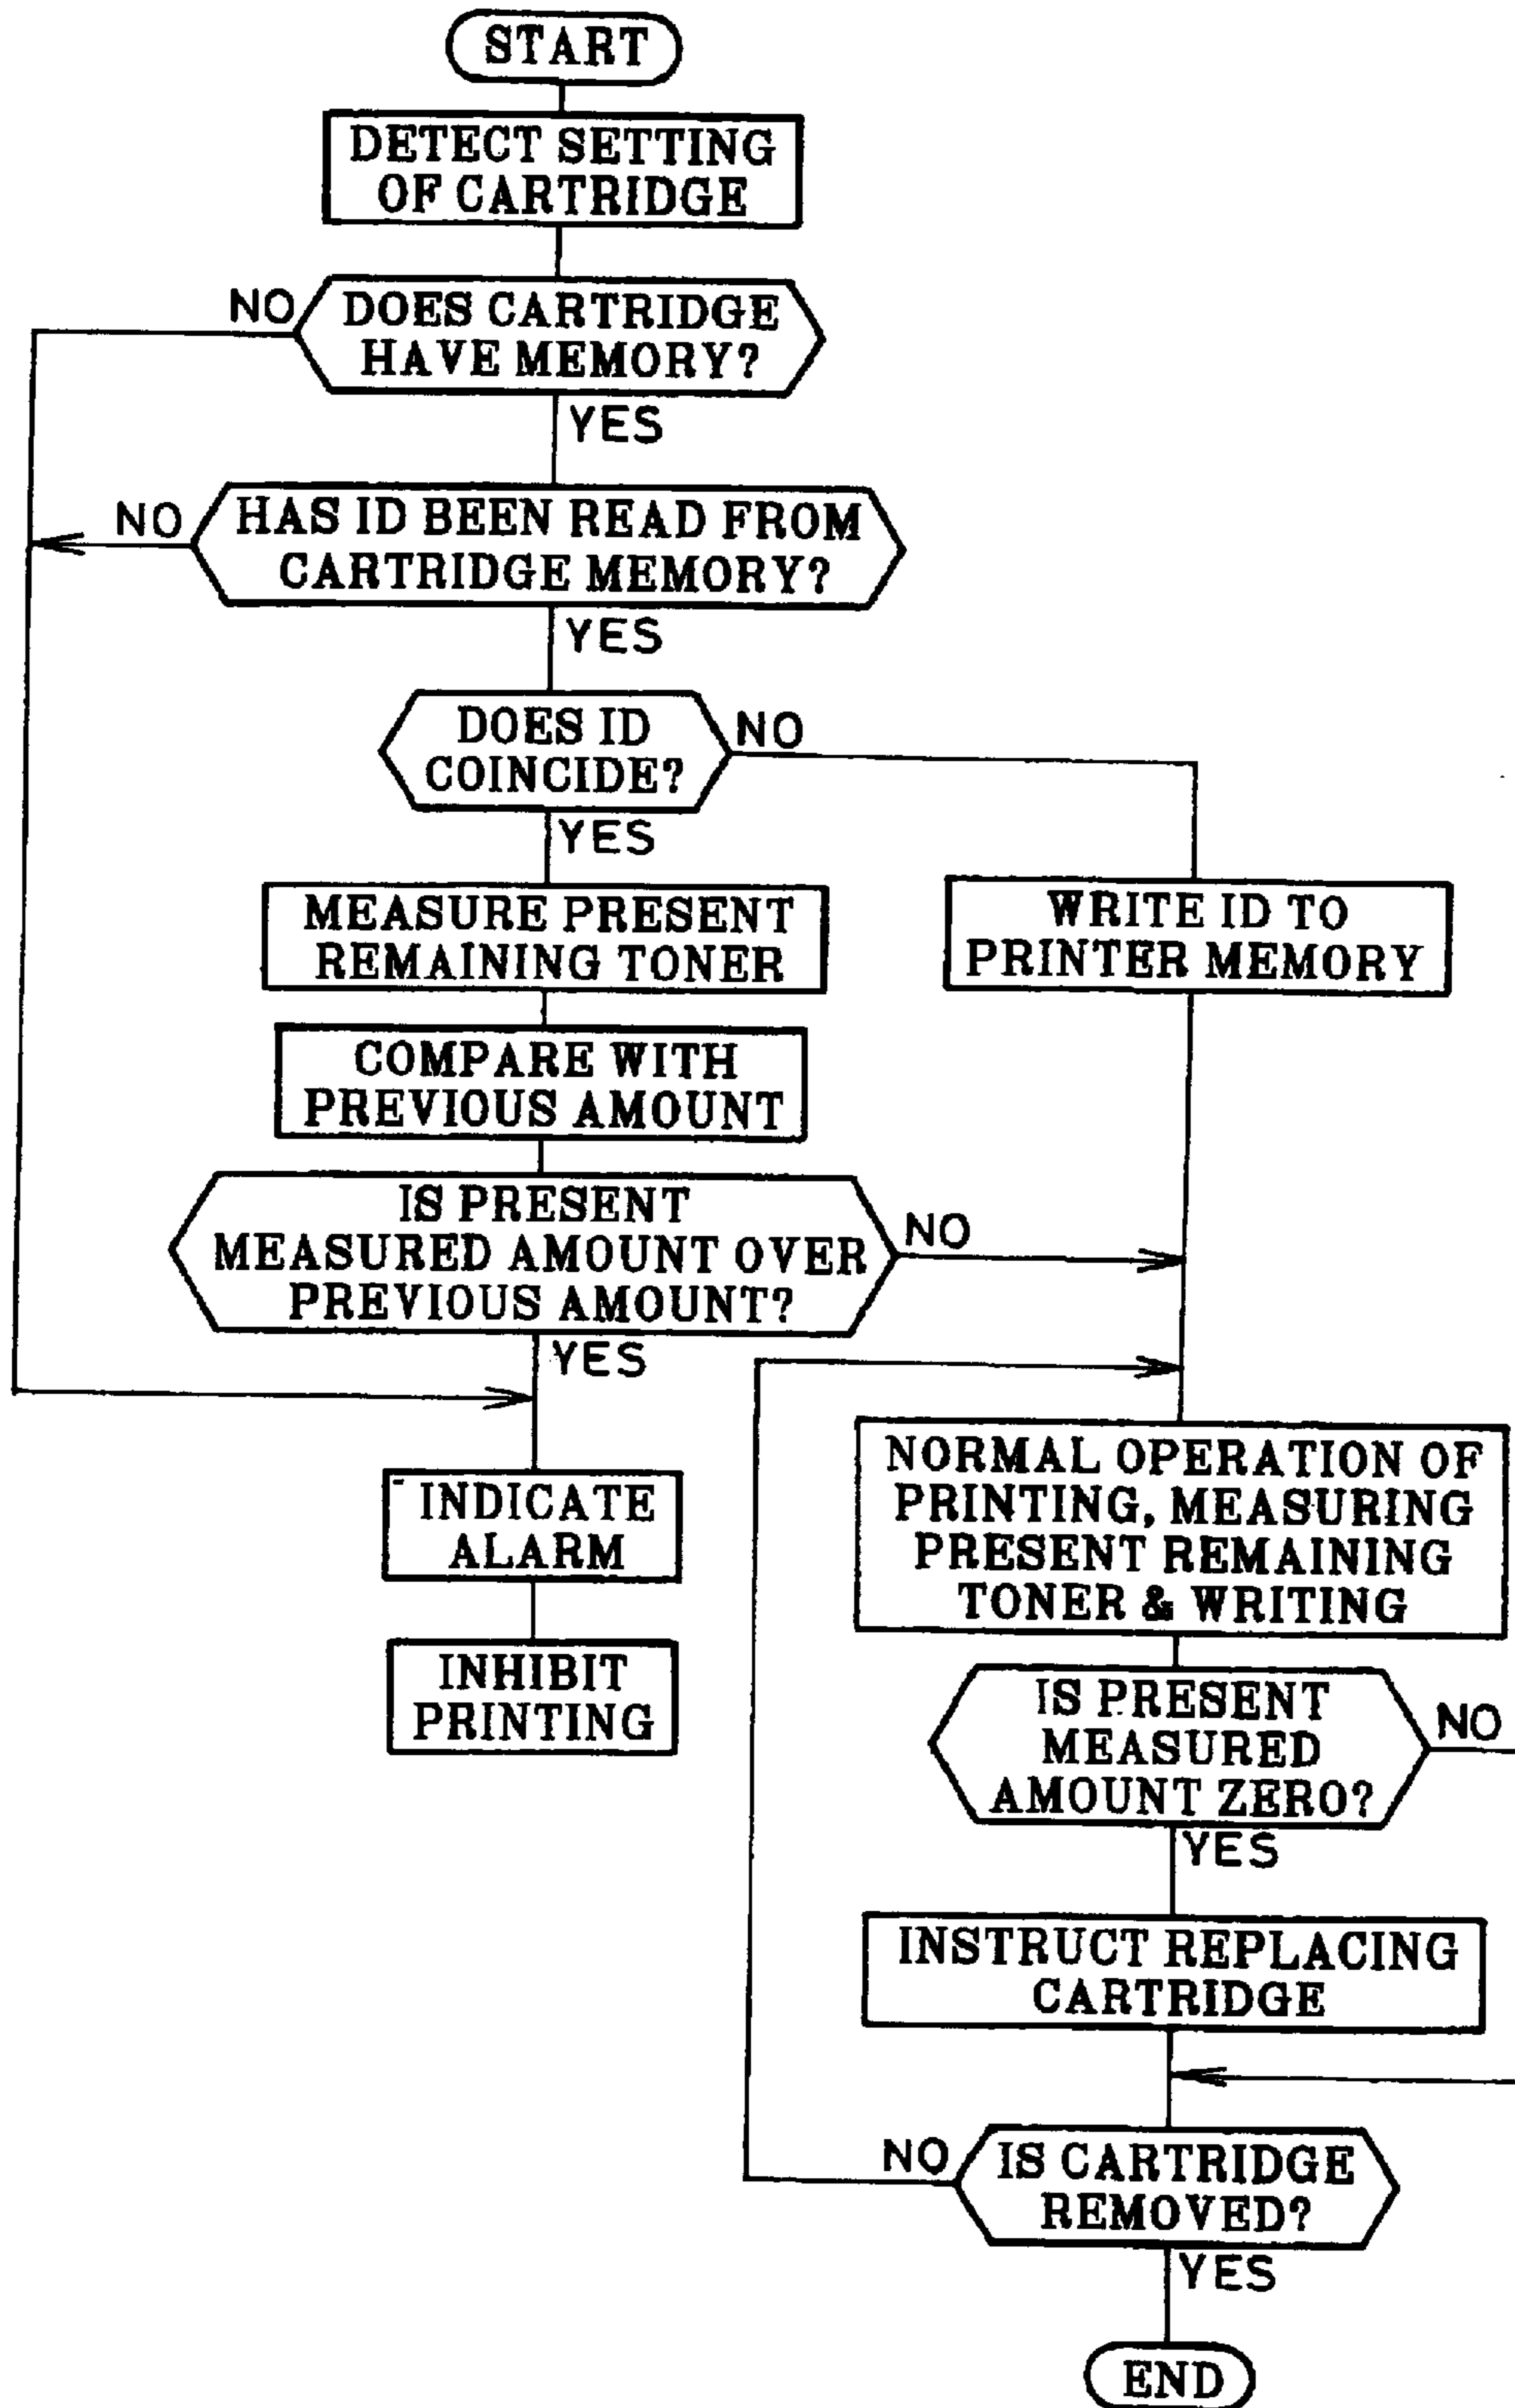 START
DETECT SETTING
OF CARTRIDGE
NO
DOES CARTRIDGE
HAVE MEMORY?
YES
NO
HAS ID BEEN READ FROM
CARTRIDGE MEMORY?
YES
DOES ID
COINCIDE?
NO
YES
MEASURE PRESENT
REMAINING TONER
WRITE ID TO
PRINTER MEMORY
COMPARE WITH
PREVIOUS AMOUNT
IS PRESENT
MEASURED AMOUNT OVER
PREVIOUS AMOUNT?
NO
YES
INDICATE
ALARM
INHIBIT
PRINTING
NORMAL OPERATION OF
PRINTING, MEASURING
PRESENT REMAINING
TONER & WRITING
IS PRESENT
MEASURED
AMOUNT ZERO?
NO
YES
INSTRUCT REPLACING
CARTRIDGE
NO
IS CARTRIDGE
REMOVED?
YES
END